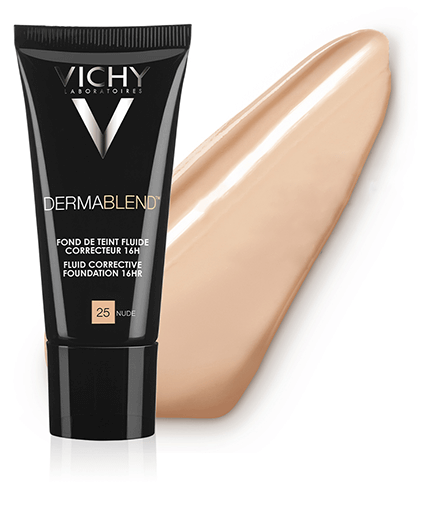 VICHY
LABORATOIRES
DERMABLEND™
FOND DE TEINT FLUIDE
CORRECTEUR 16H
FLUID CORRECTIVE
FOUNDATION 16HR
25 NUDE